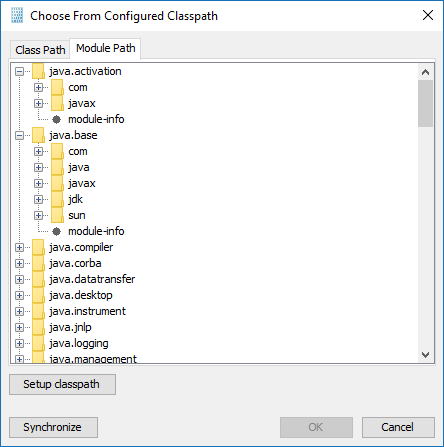 Choose From Configured Classpath
Class Path Module Path
java.activation
com
javax
module-info
java.base
com
java
javax
jdk
sun
module-info
java.compiler
java.corba
java.datatransfer
java.desktop
java.instrument
java.jnlp
java.logging
java.management
Setup classpath
Synchronize OK Cancel